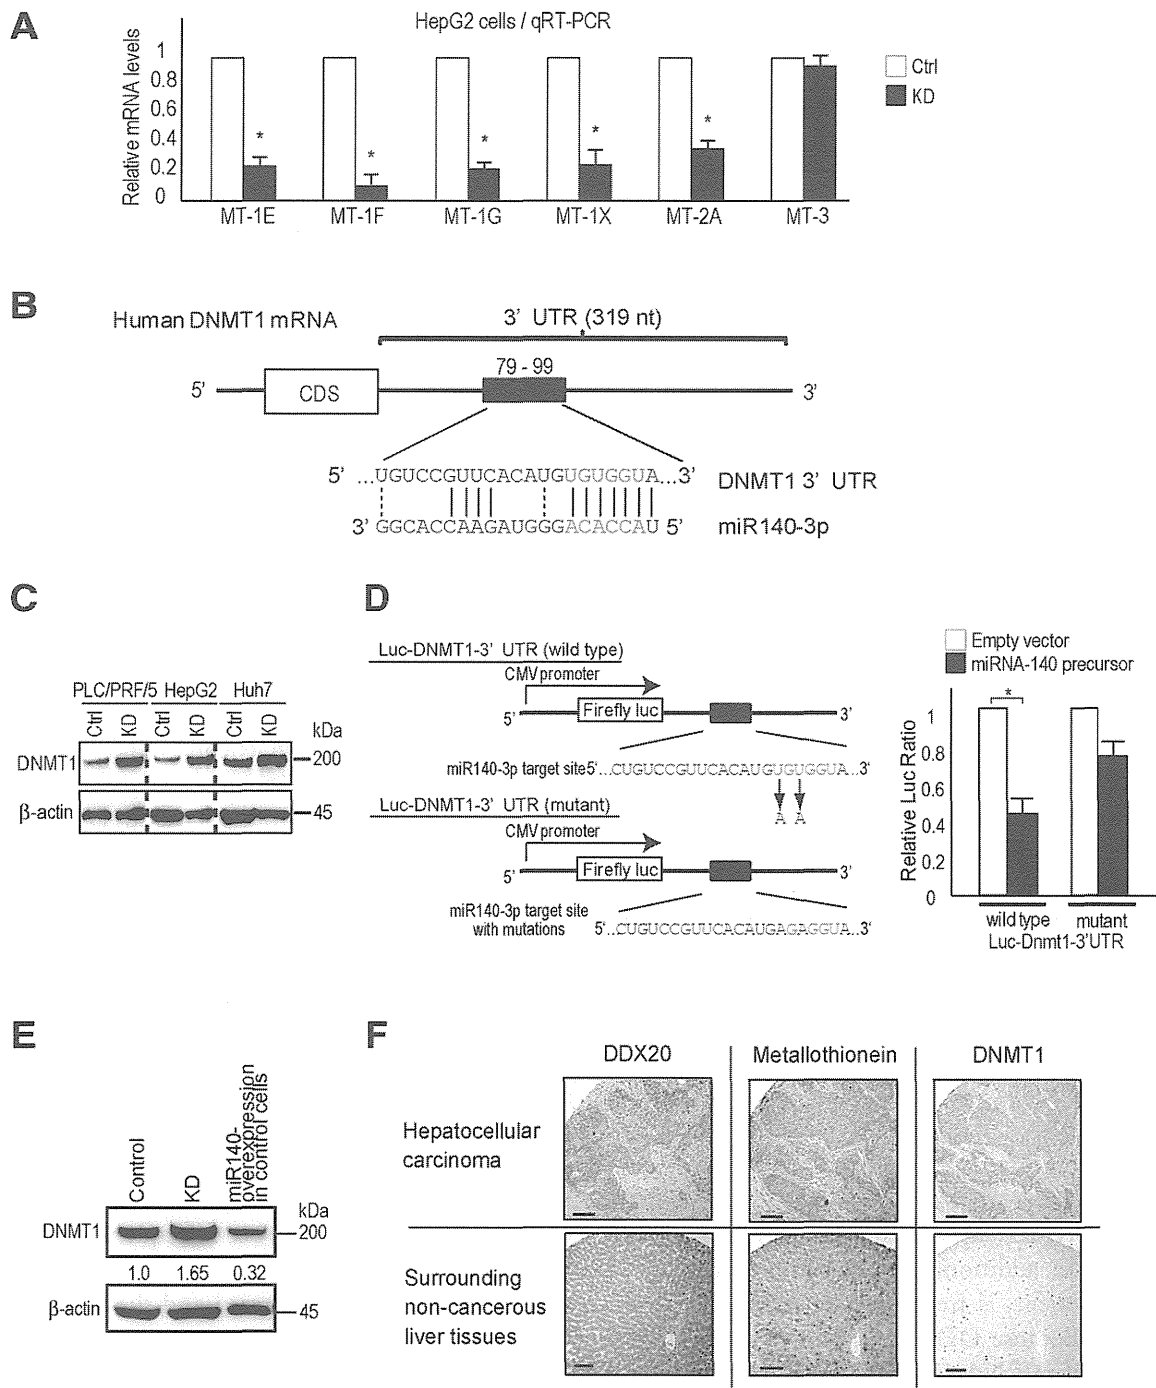 A
HepG2 cells / qRT-PCR
Relative mRNA levels
1
0.8
0.6
0.4
0.2
0
* * * * *
MT-1E MT-1F MT-1G MT-1X MT-2A MT-3
Ctrl
KD
B
Human DNMT1 mRNA
3' UTR (319 nt)
79 - 99
5' CDS 3'
5' ...UGUCCGUUCACAUGUGUGGUA...3' DNMT1 3' UTR
3' GGCACCAAGAUGGGACACCAU 5' miR140-3p
C
PLC/PRF/5 HepG2 Huh7
Ctrl KD Ctrl KD Ctrl KD
kDa
DNMT1 200
β-actin 45
D
Luc-DNMT1-3' UTR (wild type)
CMV promoter
5' Firefly luc 3'
miR140-3p target site 5'...CUGUCCGUUCACAUGUGUGGUA...3'
A A
Luc-DNMT1-3' UTR (mutant)
CMV promoter
5' Firefly luc 3'
miR140-3p target site
with mutations 5'...CUGUCCGUUCACAUGAGAGGUA...3'
Empty vector
miRNA-140 precursor
Relative Luc Ratio
*
1
0.8
0.6
0.4
0.2
0
wild type mutant
Luc-Dnmt1-3'UTR
E
Control
KD
miR140-
overexpression
in control cells
kDa
DNMT1 200
1.0 1.65 0.32
β-actin 45
F
DDX20 Metallothionein DNMT1
Hepatocellular
carcinoma
Surrounding
non-cancerous
liver tissues